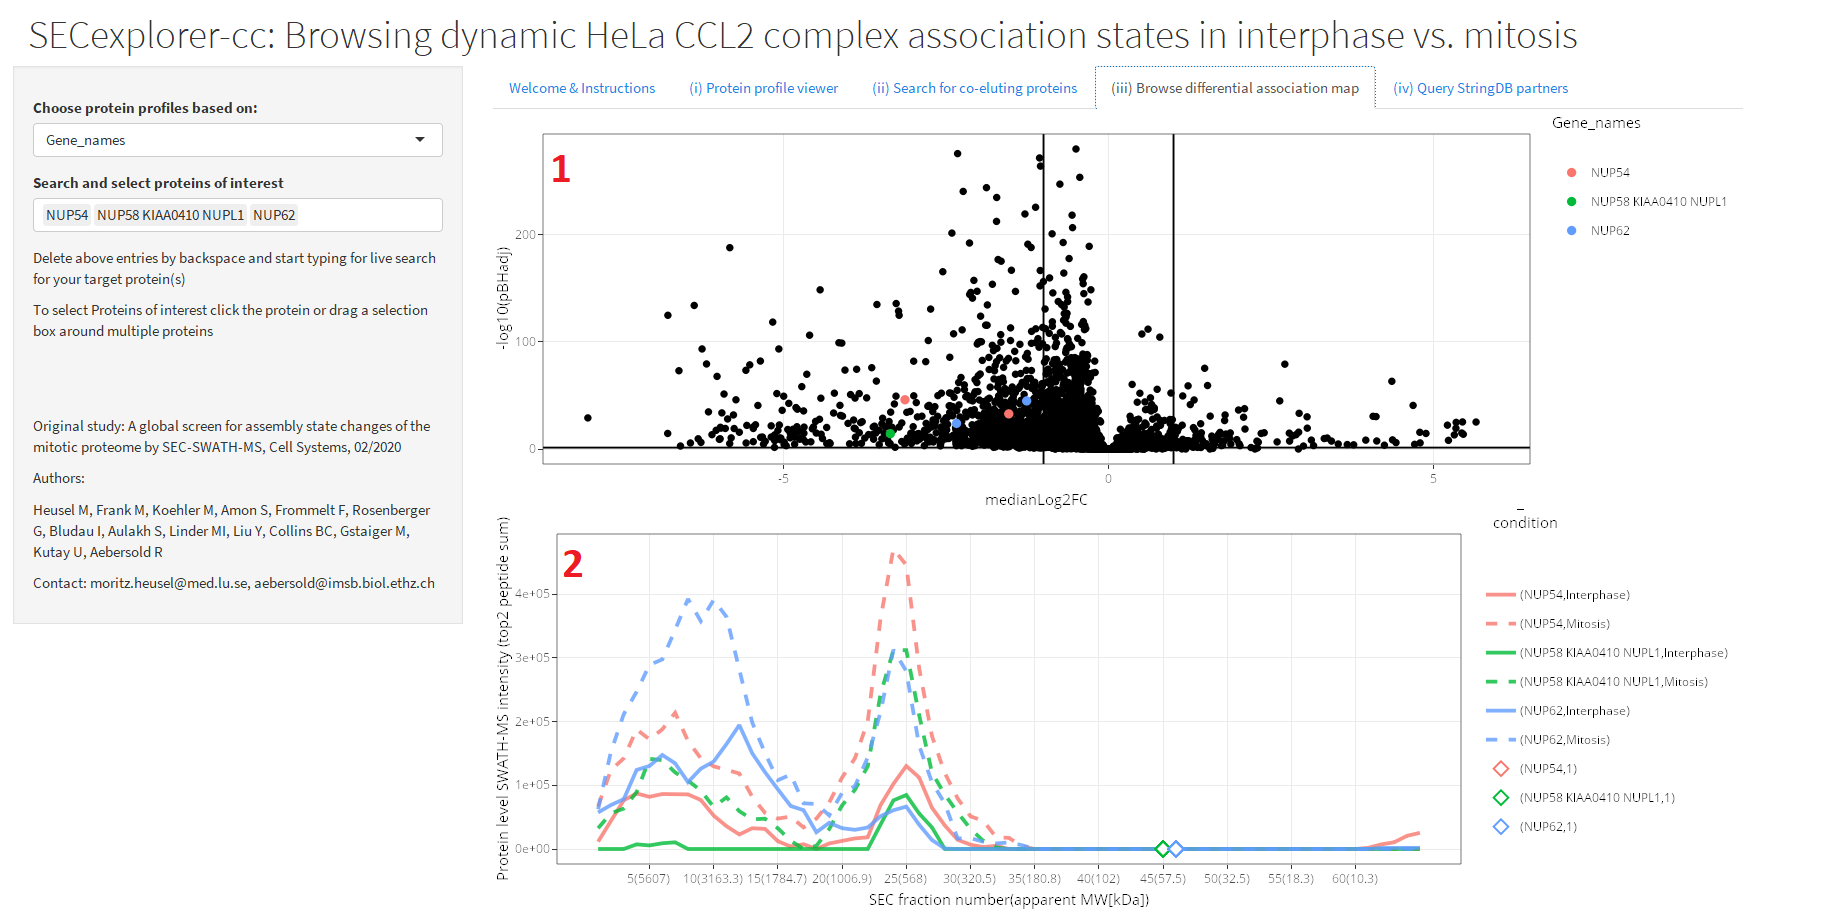 SECexplorer-cc: Browsing dynamic HeLa CCL2 complex association states in interphase vs. mitosis
Choose protein profiles based on:
Gene_names
Search and select proteins of interest
NUP54 NUP58 KIAA0410 NUPL1 NUP62
Delete above entries by backspace and start typing for live search
for your target protein(s)
To select Proteins of interest click the protein or drag a selection
box around multiple proteins
Original study: A global screen for assembly state changes of the
mitotic proteome by SEC-SWATH-MS, Cell Systems, 02/2020
Authors:
Heusel M, Frank M, Koehler M, Amon S, Frommelt F, Rosenberger
G, Bludau I, Aulakh S, Linder MI, Liu Y, Collins BC, Gstaiger M,
Kutay U, Aebersold R
Contact: moritz.heusel@med.lu.se, aebersold@imsb.biol.ethz.ch
Welcome & Instructions (i) Protein profile viewer (ii) Search for co-eluting proteins (iii) Browse differential association map (iv) Query StringDB partners
1
-log10(pBHadj)
200
100
0
-5 0 5
medianLog2FC
Gene_names
NUP54
NUP58 KIAA0410 NUPL1
NUP62
2
Protein level SWATH-MS intensity (top2 peptide sum)
4e+05
3e+05
2e+05
1e+05
0e+00
5(5607) 10(3163.3) 15(1784.7) 20(1006.9) 25(568) 30(320.5) 35(180.8) 40(102) 45(57.5) 50(32.5) 55(18.3) 60(10.3)
SEC fraction number(apparent MW[kDa])
_
condition
(NUP54,Interphase)
(NUP54,Mitosis)
(NUP58 KIAA0410 NUPL1,Interphase)
(NUP58 KIAA0410 NUPL1,Mitosis)
(NUP62,Interphase)
(NUP62,Mitosis)
(NUP54,1)
(NUP58 KIAA0410 NUPL1,1)
(NUP62,1)